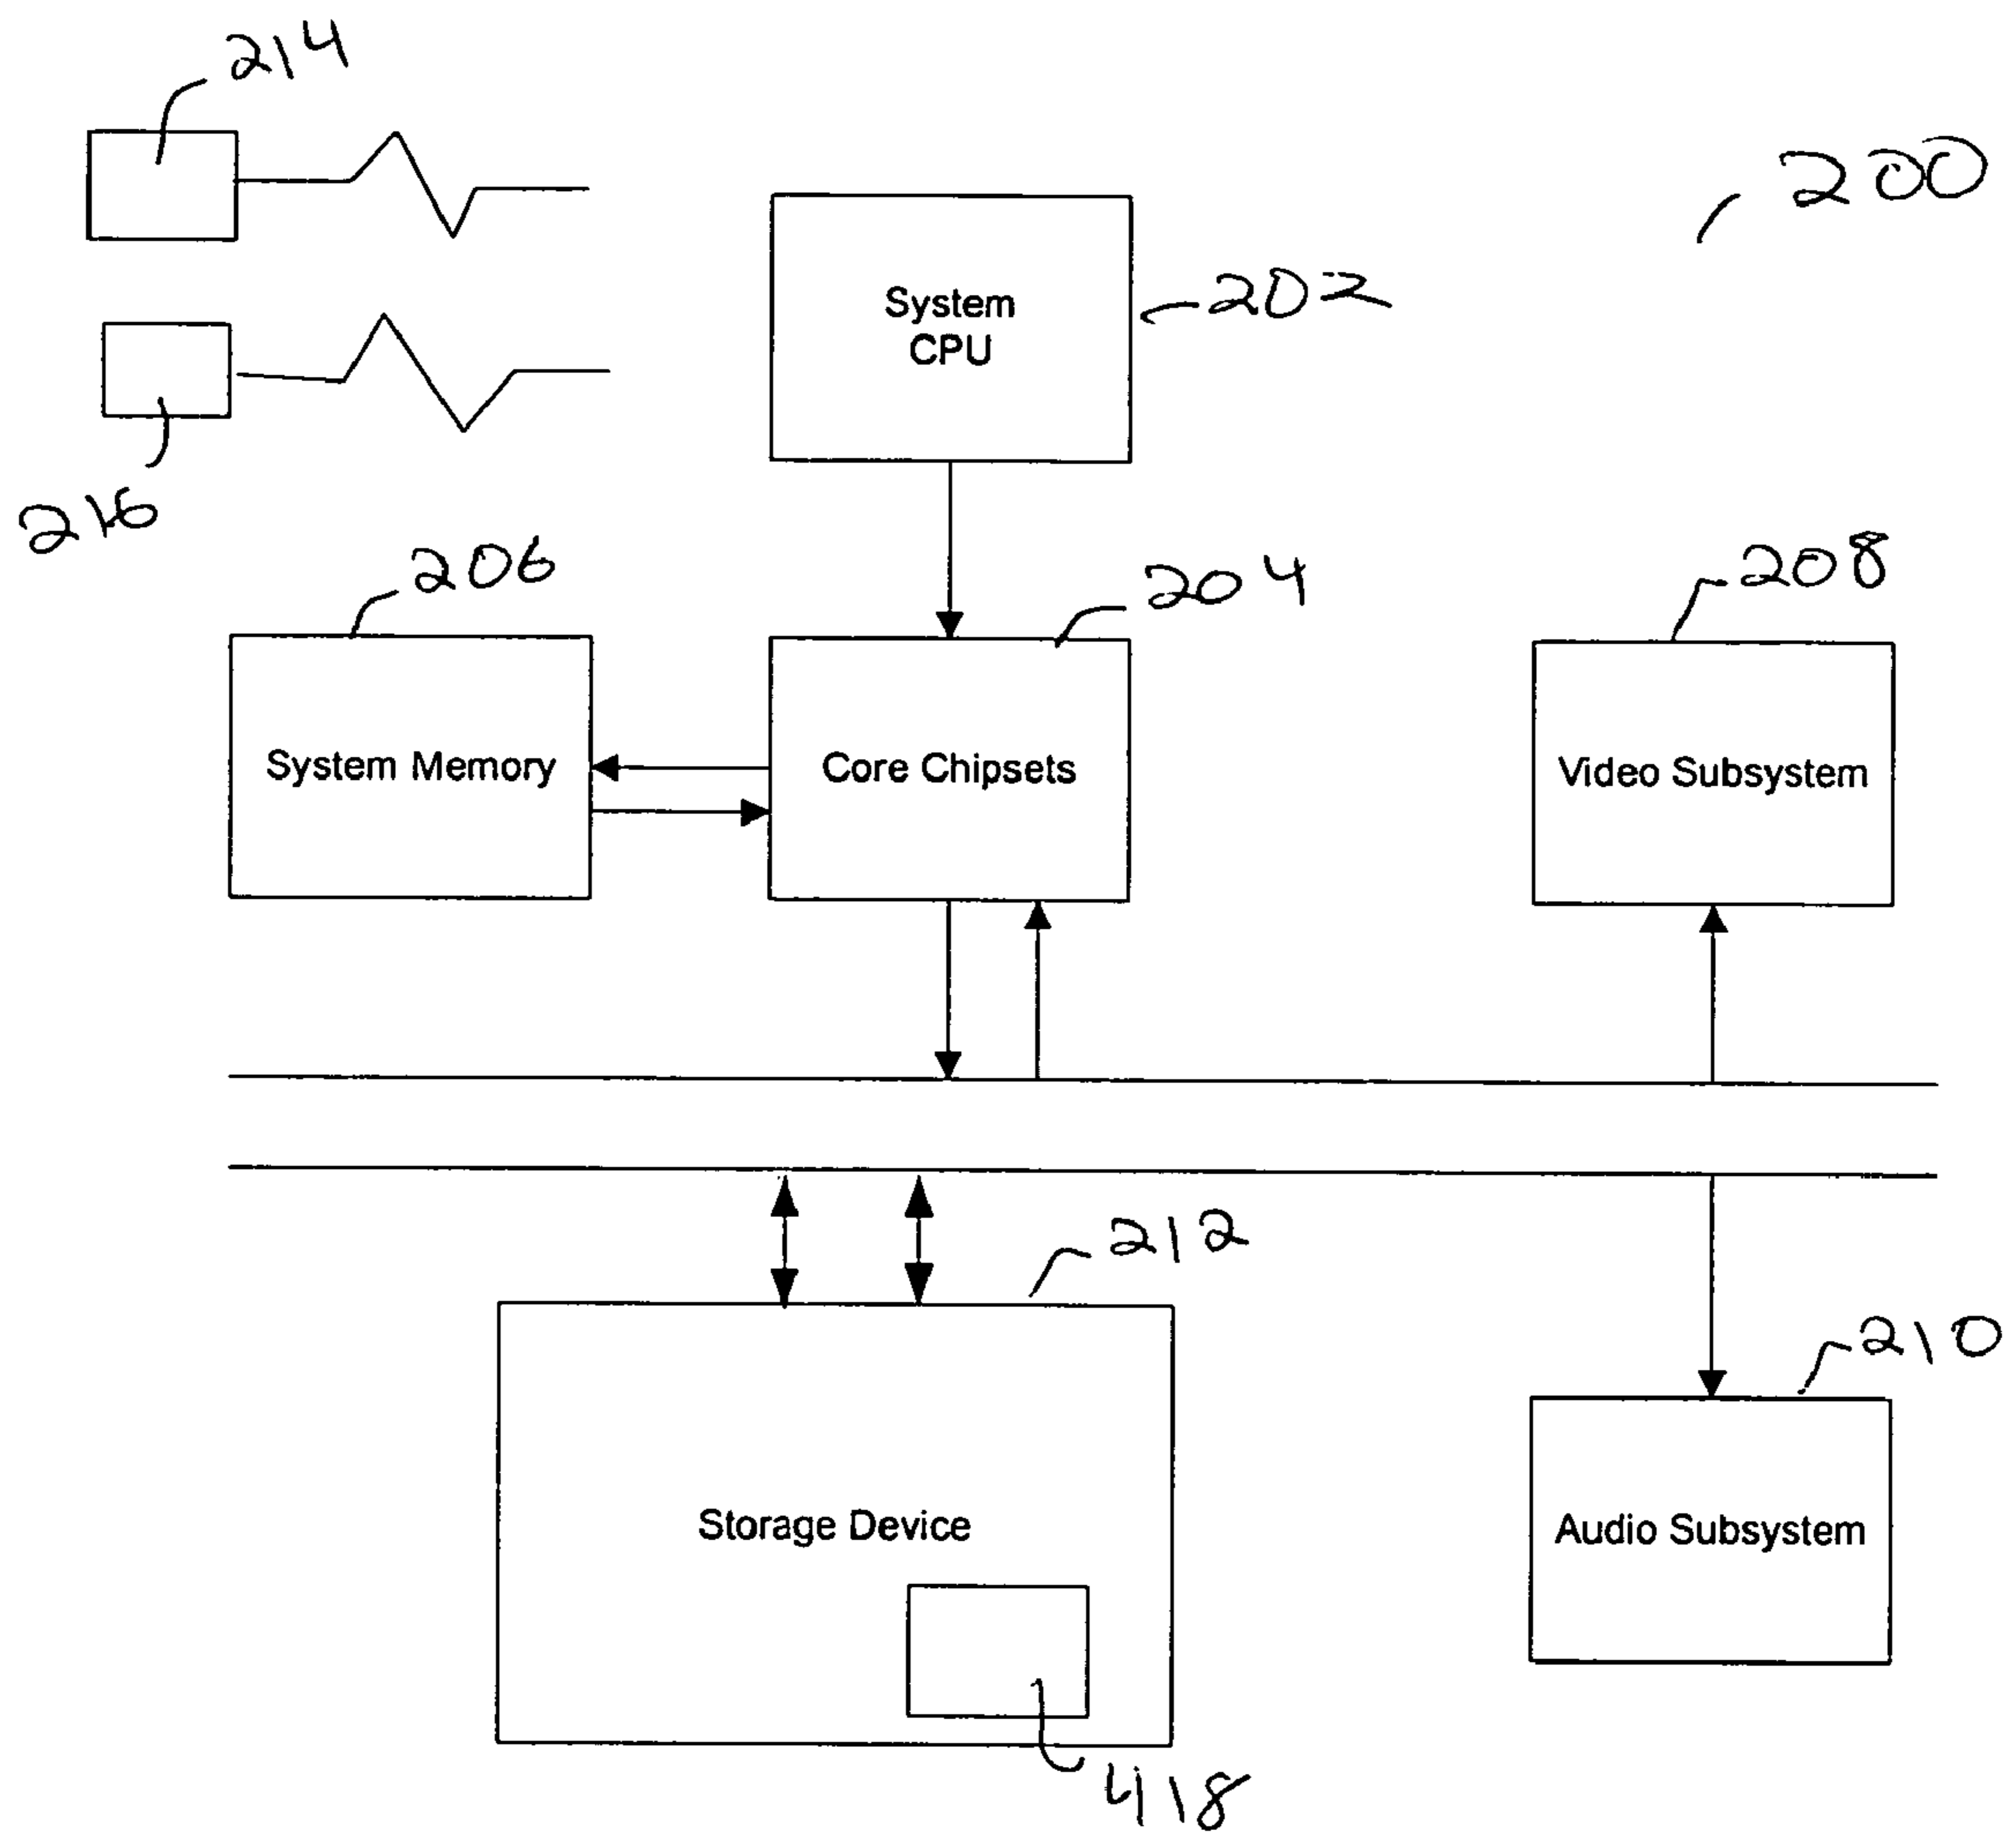 214
200
System
CPU
202
216
206
204
208
System Memory
Core Chipsets
Video Subsystem
212
210
Storage Device
Audio Subsystem
418